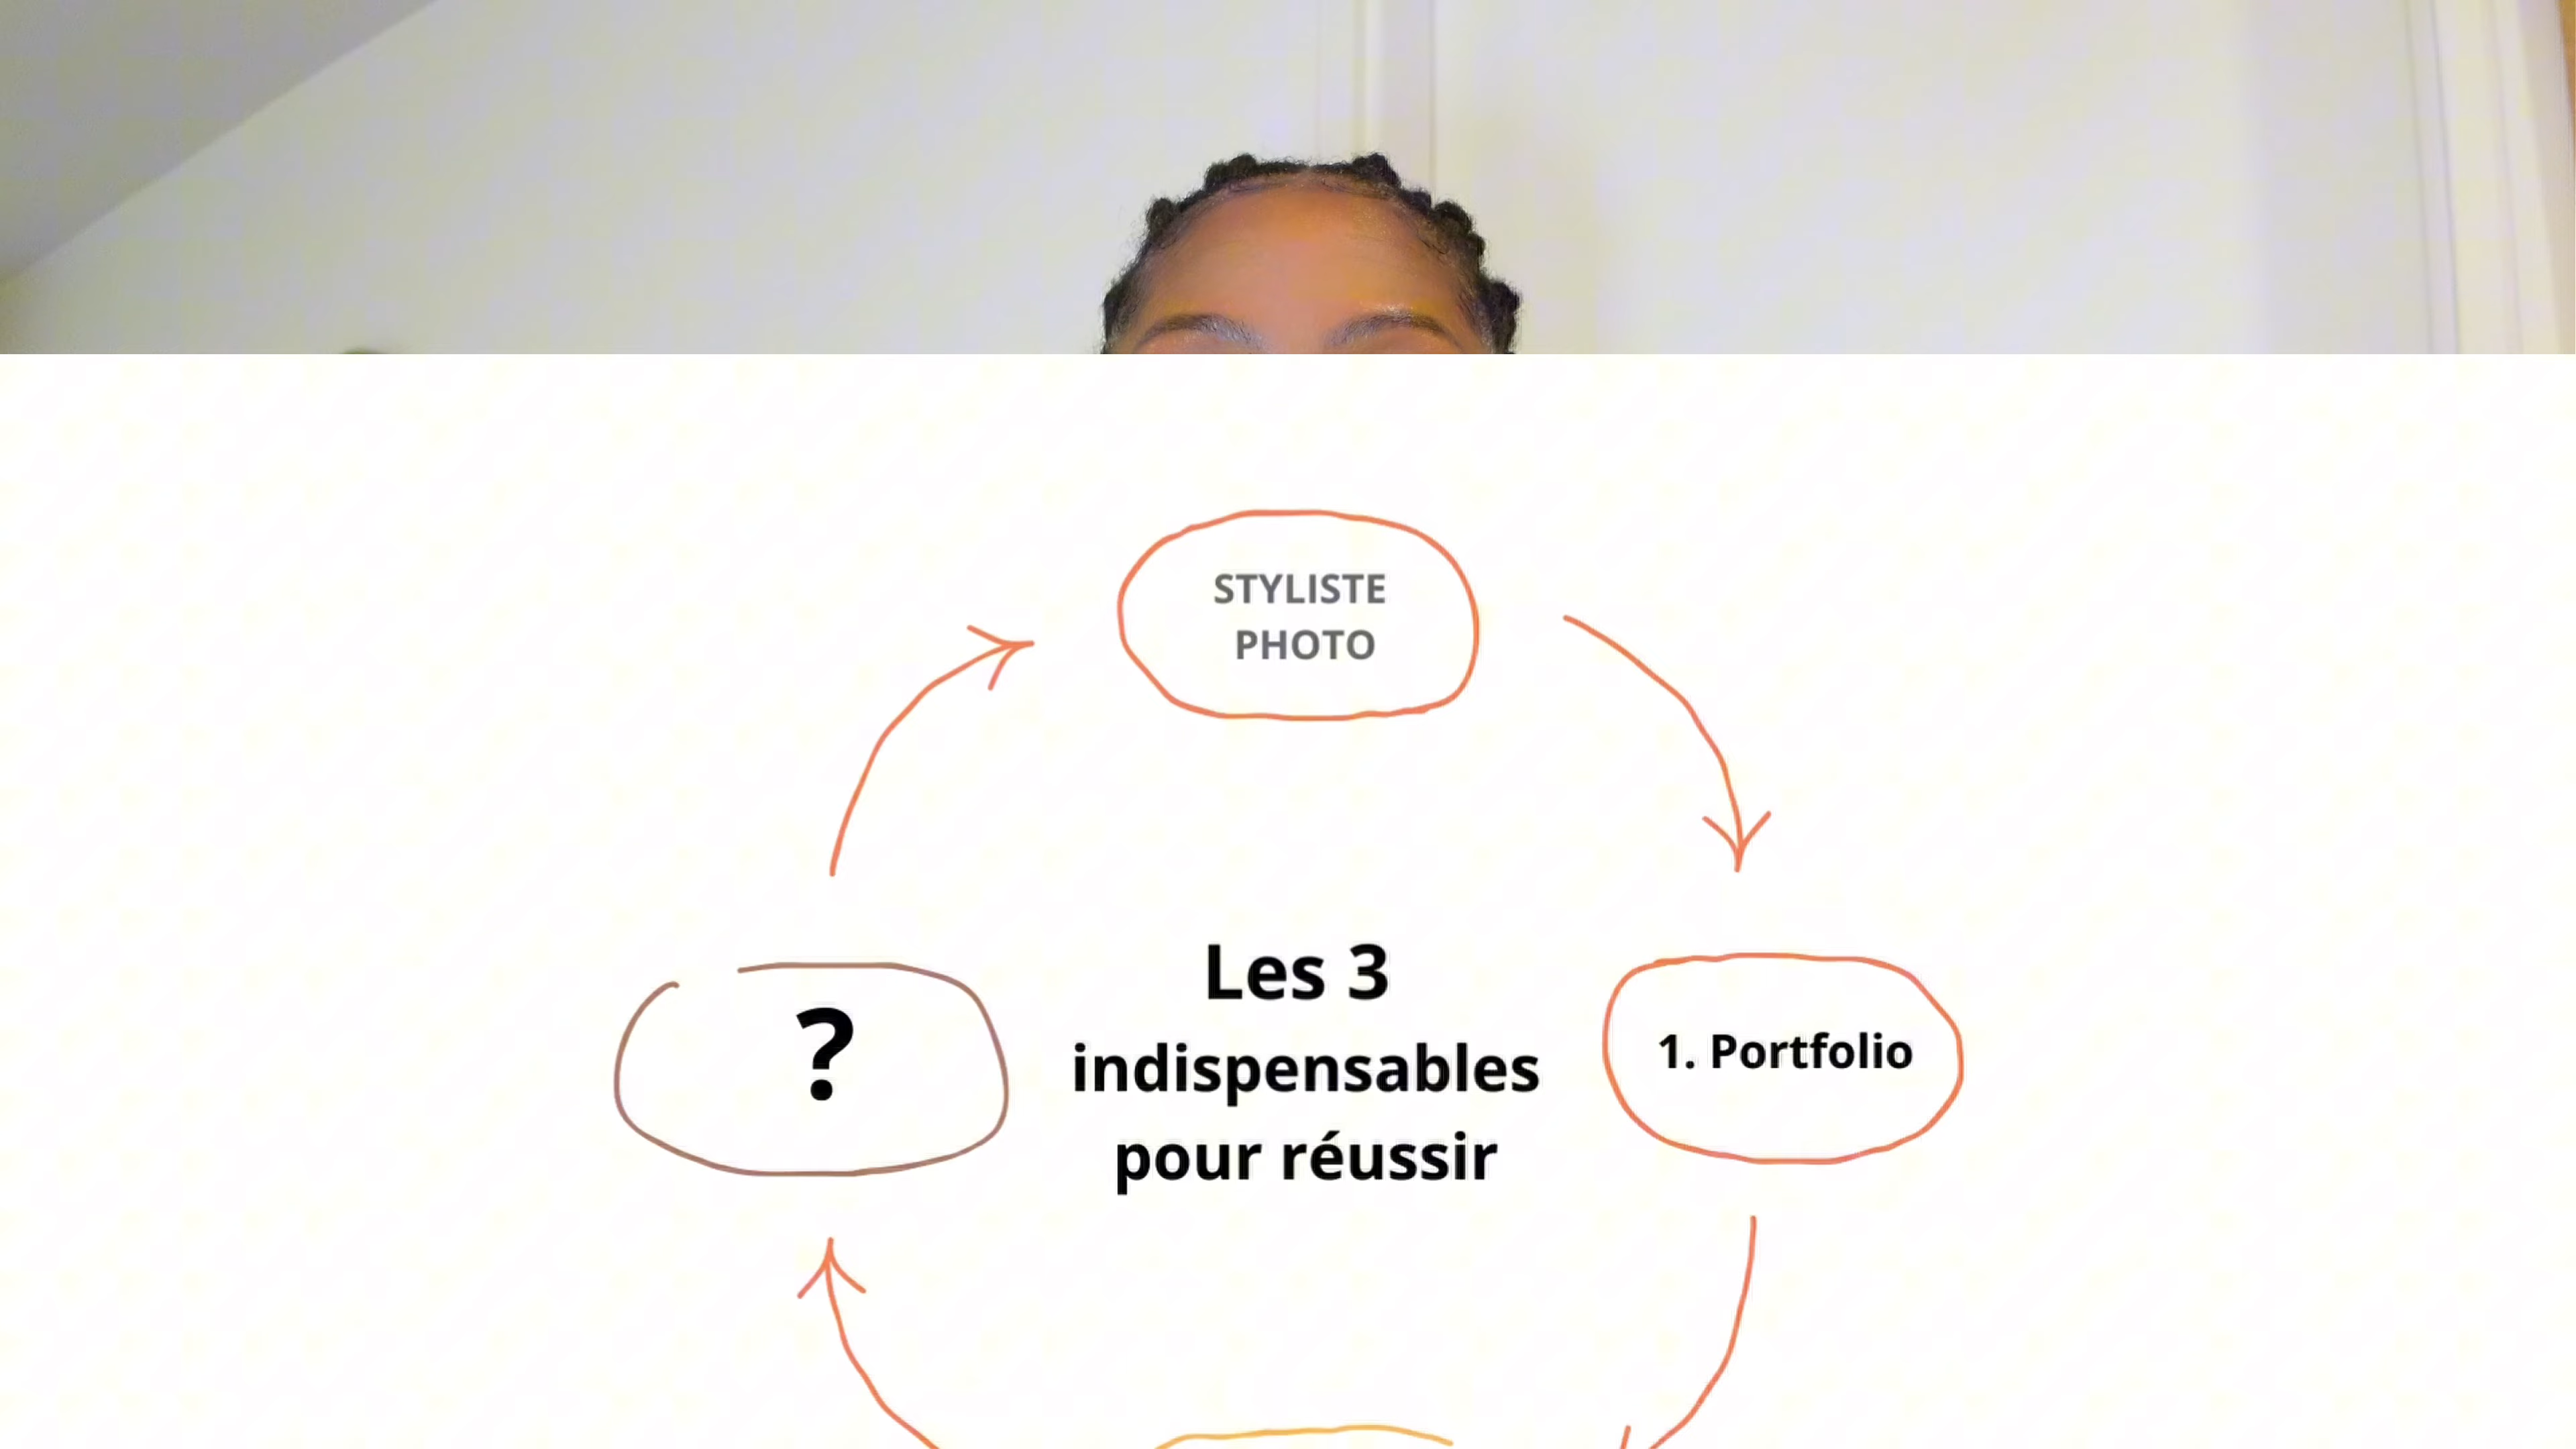 STYLISTE
PHOTO
Les 3
indispensables
pour réussir
?
1. Portfolio